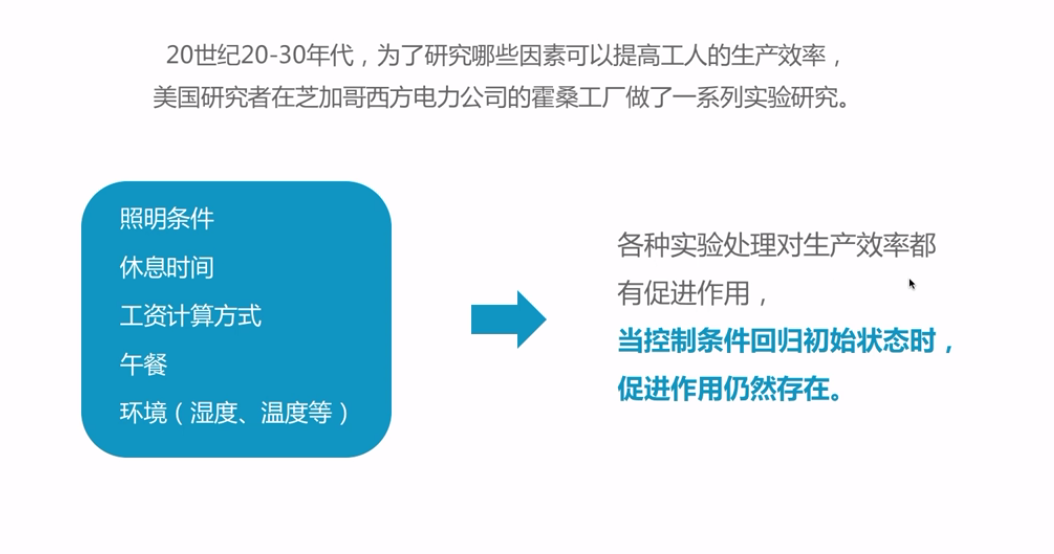 20世纪20-30年代，为了研究哪些因素可以提高工人的生产效率，
美国研究者在芝加哥西方电力公司的霍桑工厂做了一系列实验研究。
照明条件
休息时间
工资计算方式
午餐
环境（湿度、温度等）
各种实验处理对生产效率都
有促进作用，
当控制条件回归初始状态时，
促进作用仍然存在。